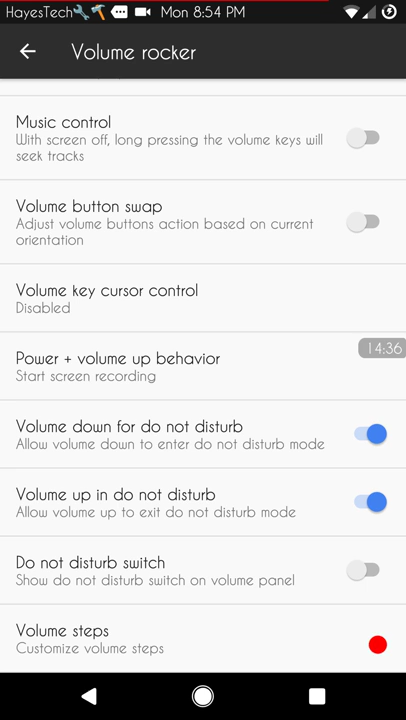 HayesTech🔧🔨 Mon 8:54 PM
Volume rocker
Music control
With screen off, long pressing the volume keys will
seek tracks
Volume button swap
Adjust volume buttons action based on current
orientation
Volume key cursor control
Disabled
14:36
Power + volume up behavior
Start screen recording
Volume down for do not disturb
Allow volume down to enter do not disturb mode
Volume up in do not disturb
Allow volume up to exit do not disturb mode
Do not disturb switch
Show do not disturb switch on volume panel
Volume steps
Customize volume steps